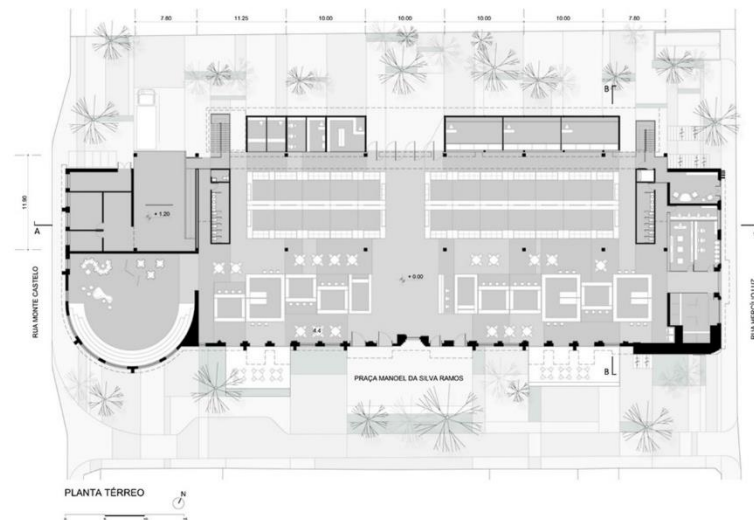 7.80 11.25 10.00 10.00 10.00 10.00 7.80
B
11.90
+ 1.20
A
+ 0.00
RUA MONTE CASTELO
PRAÇA MANOEL DA SILVA RAMOS
B
PLANTA TÉRREO
N